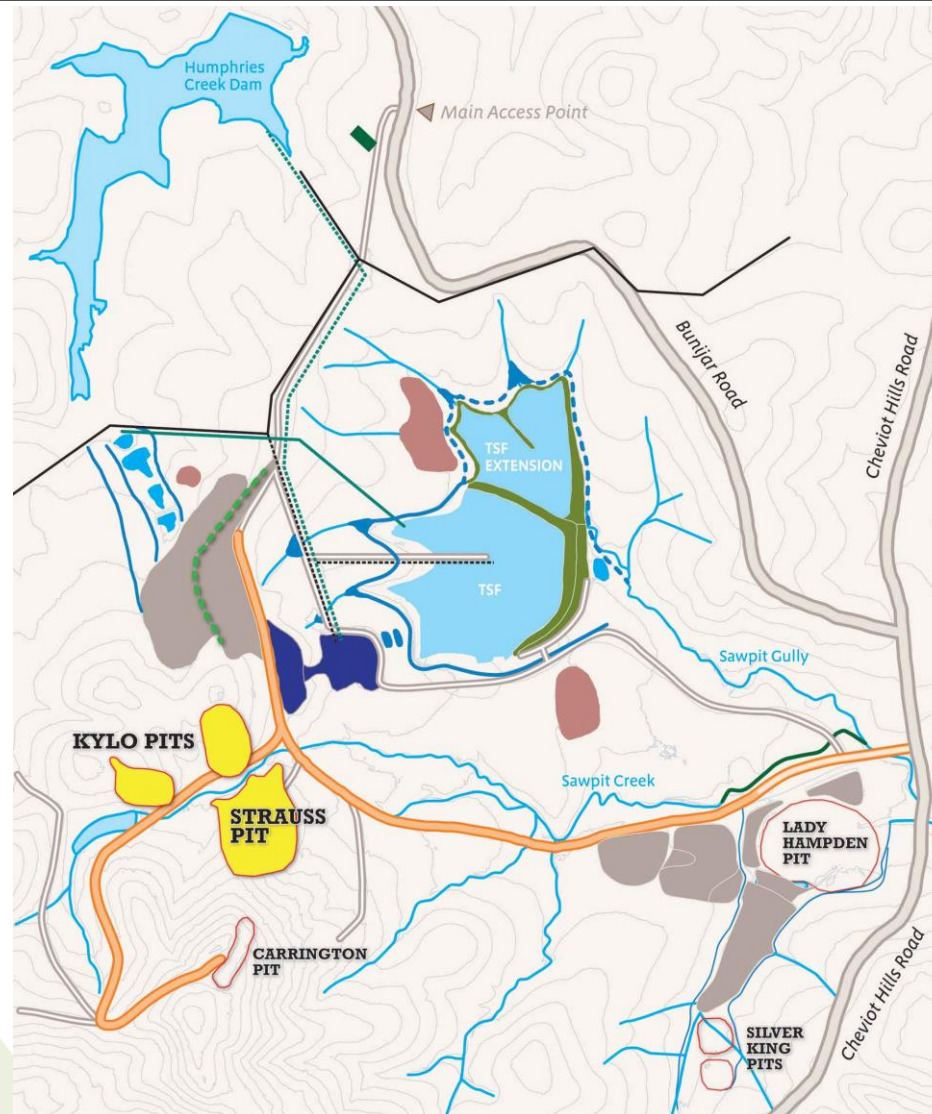 Humphries
Creek Dam
Main Access Point
Bunijar Road
Cheviot Hills Road
TSF
EXTENSION
TSF
Sawpit Gully
KYLO PITS
Sawpit Creek
STRAUSS
PIT
LADY
HAMPDEN
PIT
CARRINGTON
PIT
Cheviot Hills Road
SILVER
KING
PITS